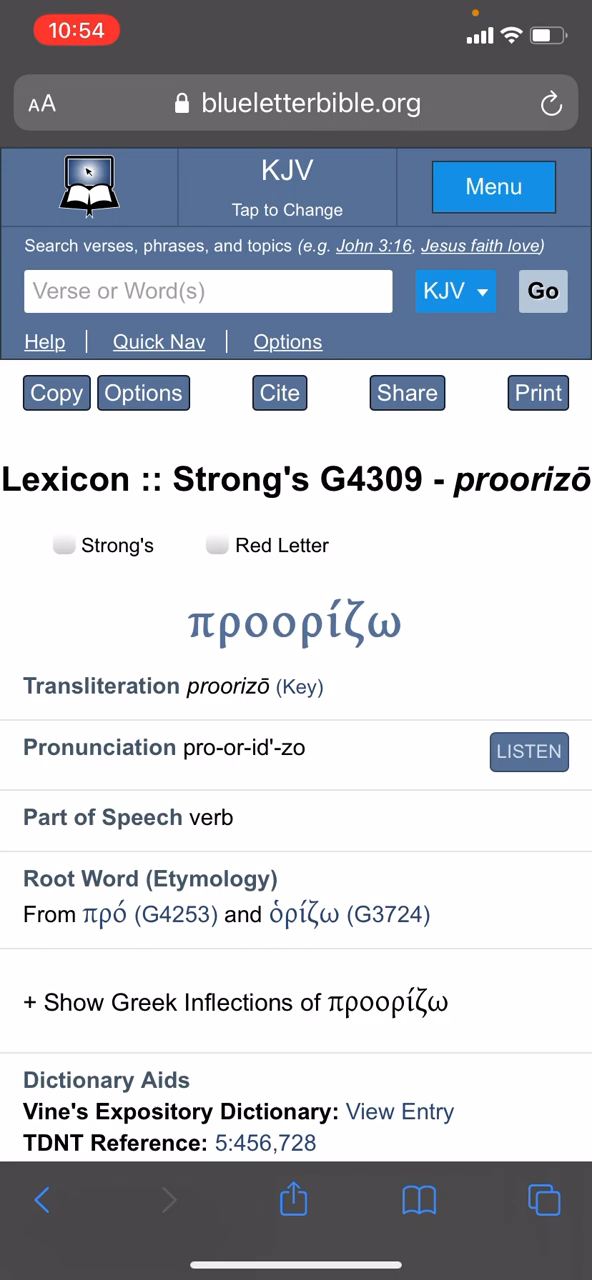 10:54
AA blueletterbible.org
KJV
Tap to Change
Menu
Search verses, phrases, and topics (e.g. John 3:16, Jesus faith love)
Verse or Word(s) KJV Go
Help | Quick Nav | Options
Copy Options Cite Share Print
Lexicon :: Strong's G4309 - proorizō
Strong's Red Letter
προορίζω
Transliteration proorizō (Key)
Pronunciation pro-or-id'-zo LISTEN
Part of Speech verb
Root Word (Etymology)
From πρό (G4253) and ὁρίζω (G3724)
+ Show Greek Inflections of προορίζω
Dictionary Aids
Vine's Expository Dictionary: View Entry
TDNT Reference: 5:456,728